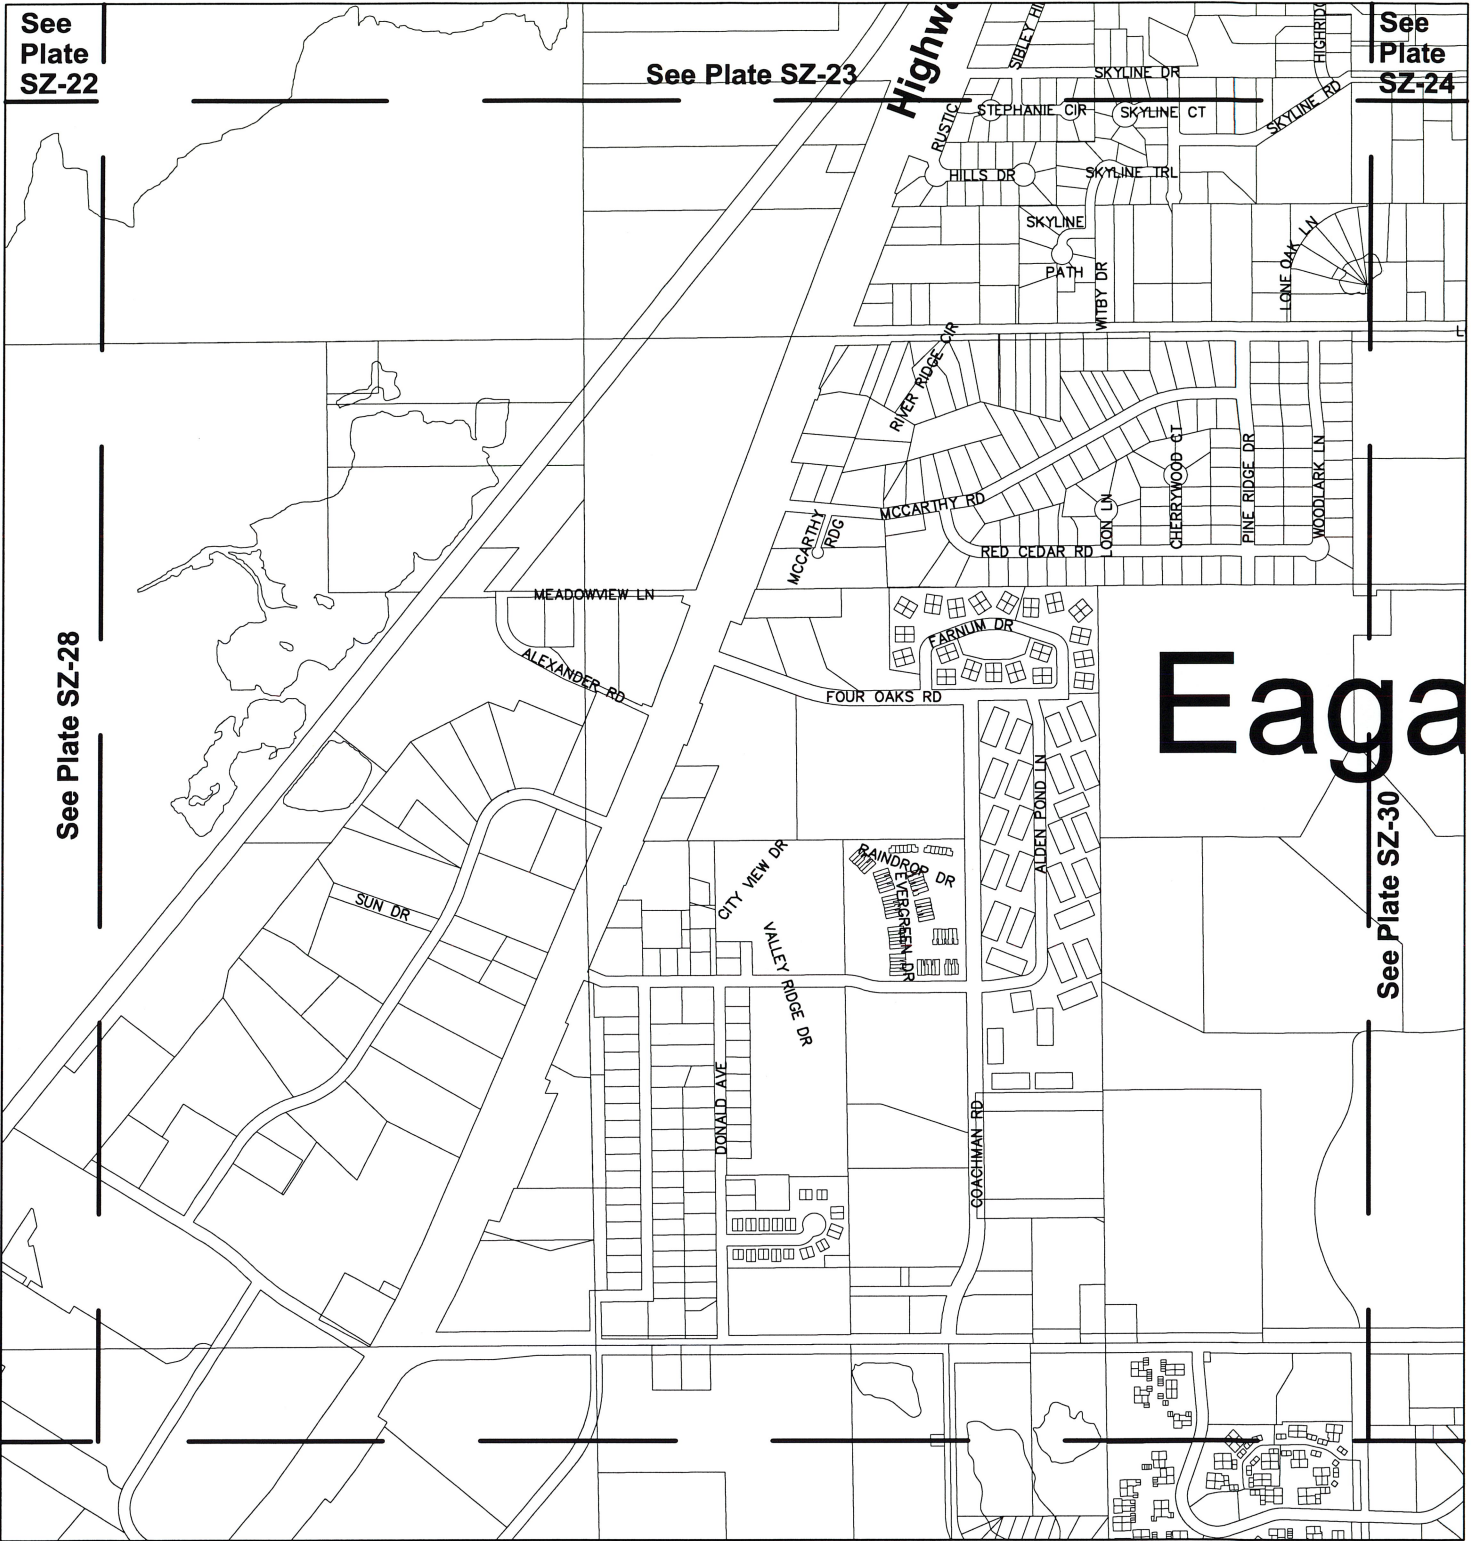 See
Plate
SZ-22
See Plate SZ-23
See
Plate
SZ-24
SKYLINE DR
STEPHANIE CIR
SKYLINE CT
SKYLINE RD
RUSTIC
HILLS DR
SKYLINE TRL
SKYLINE
PATH
WITBY DR
LONE OAK LN
L
RIVER RIDGE CIR
MCCARTHY RD
MCCARTHY
RDG
RED CEDAR RD
LOON LN
CHERRYWOOD CT
PINE RIDGE DR
WOODLARK LN
MEADOWVIEW LN
ALEXANDER RD
FARNUM DR
FOUR OAKS RD
Eaga
See Plate SZ-28
ALDEN POND LN
See Plate SZ-30
CITY VIEW DR
RAINDROP DR
EVERGREEN DR
SUN DR
VALLEY RIDGE DR
DONALD AVE
COACHMAN RD